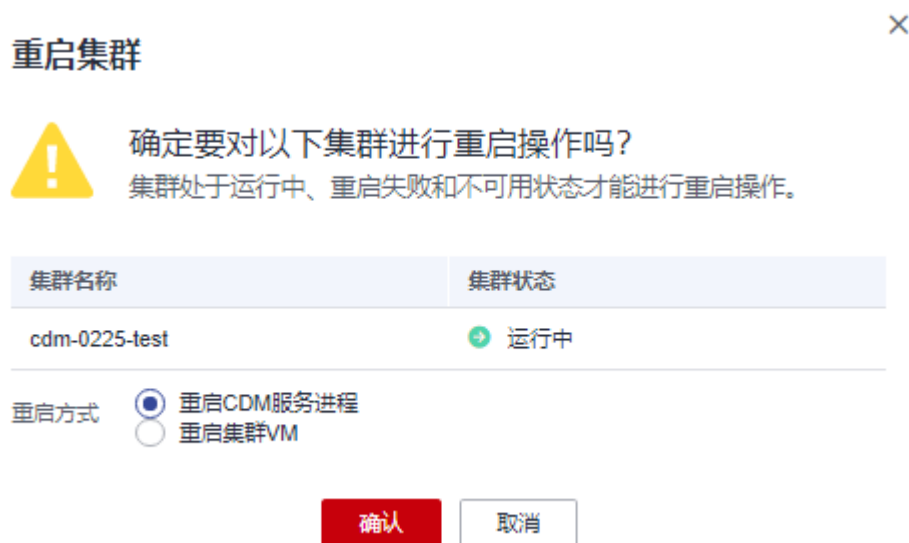 重启集群
确定要对以下集群进行重启操作吗？
集群处于运行中、重启失败和不可用状态才能进行重启操作。
集群名称 集群状态
cdm-0225-test 运行中
重启方式 重启CDM服务进程
重启集群VM
确认 取消